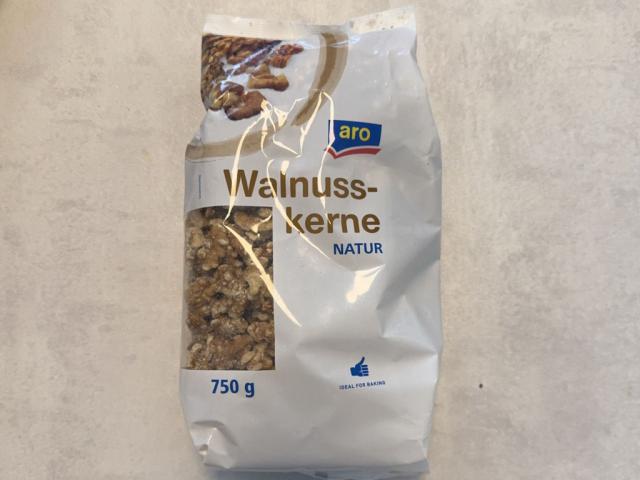 aro
Walnuss-
kerne
NATUR
750 g
IDEAL FOR BAKING